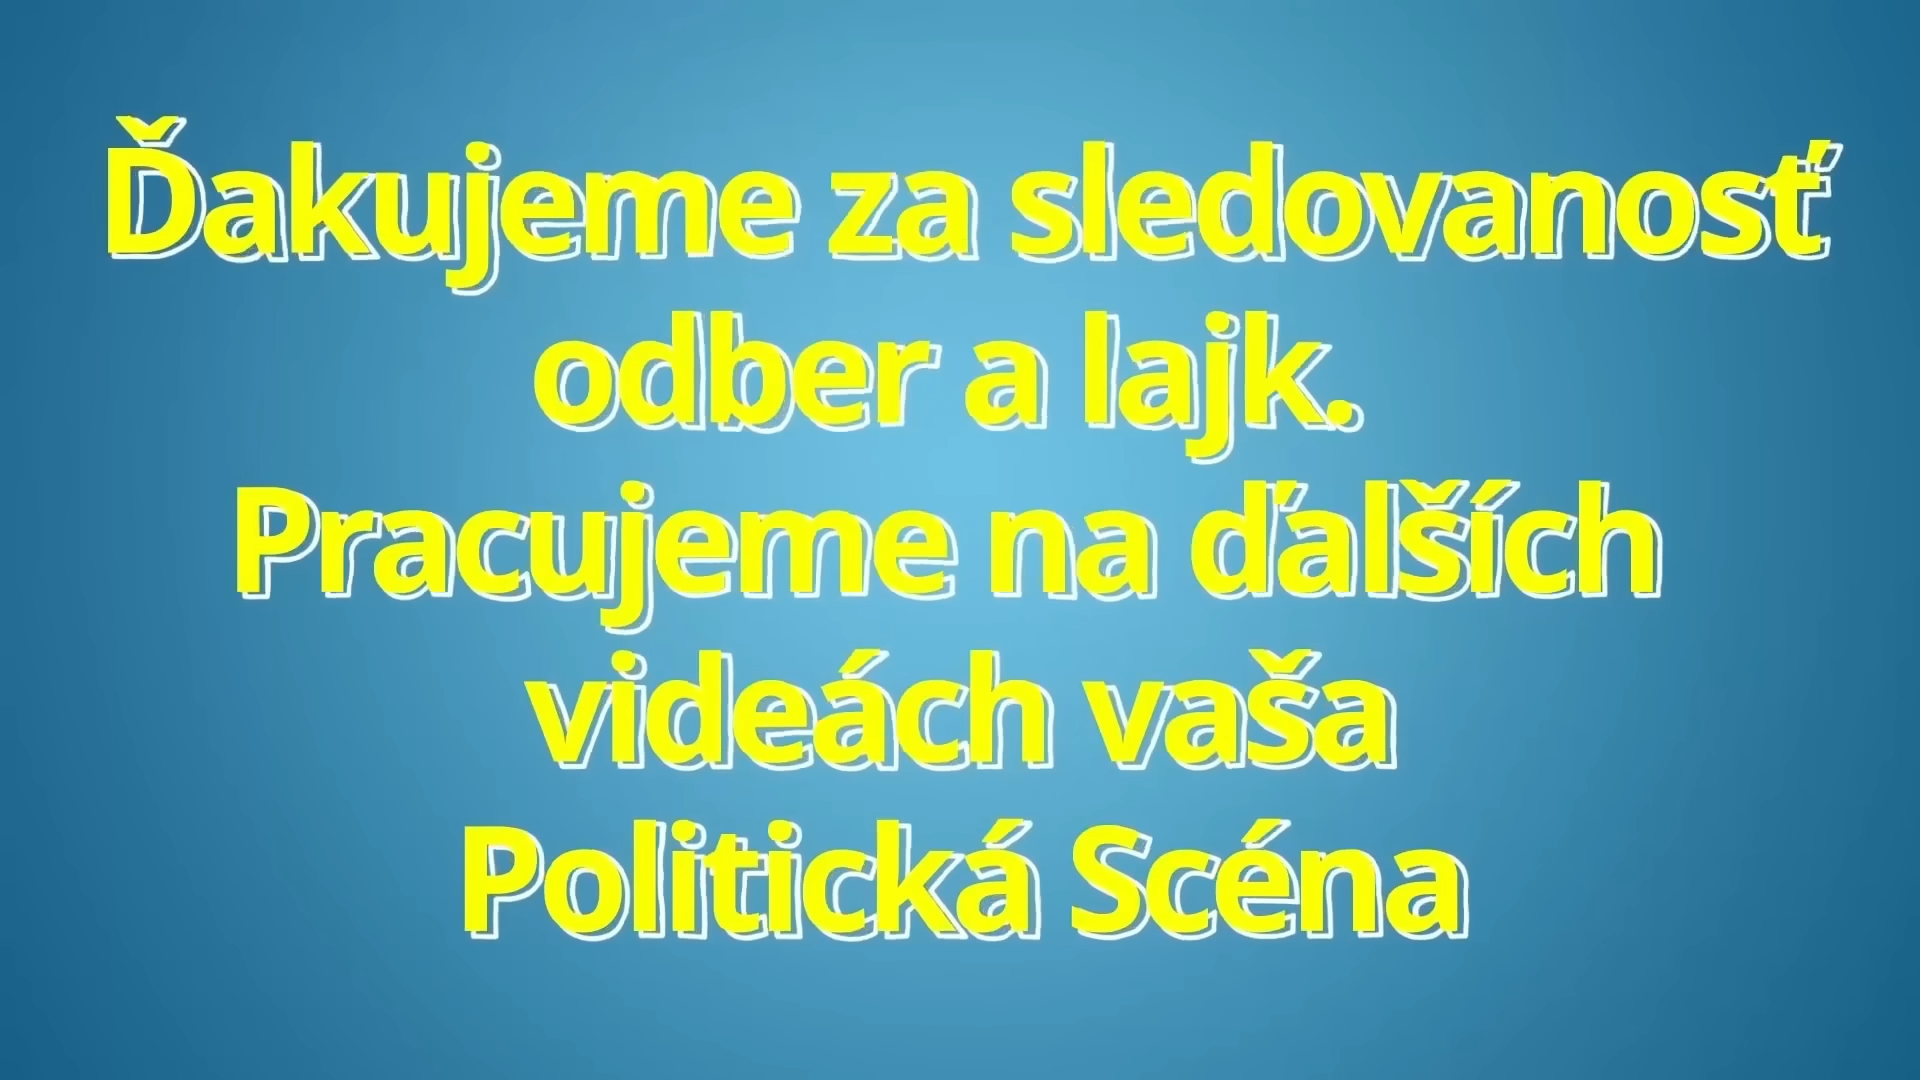 Ďakujeme za sledovanosť
odber a lajk.
Pracujeme na ďalších
videách vaša
Politická Scéna